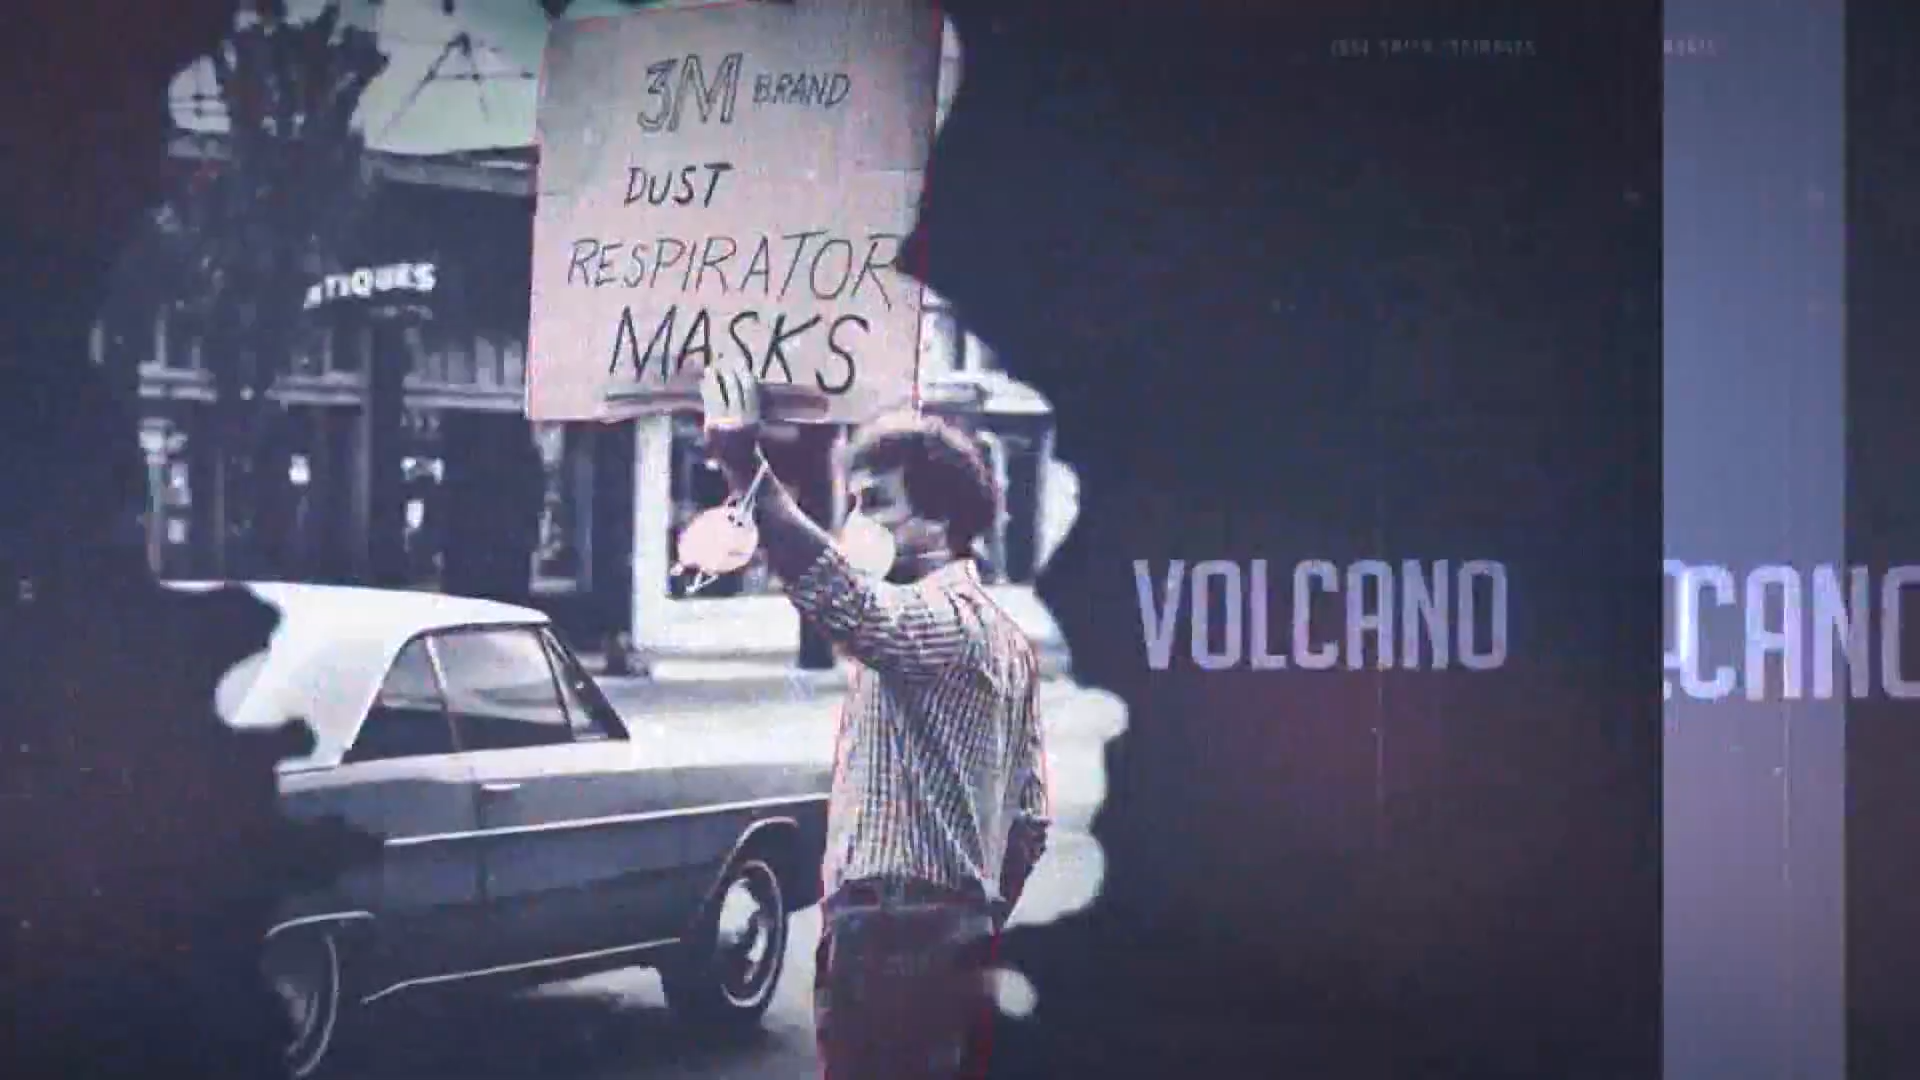 3M BRAND
DUST
RESPIRATOR
MASKS
TIQUES
VOLCANO
CANO